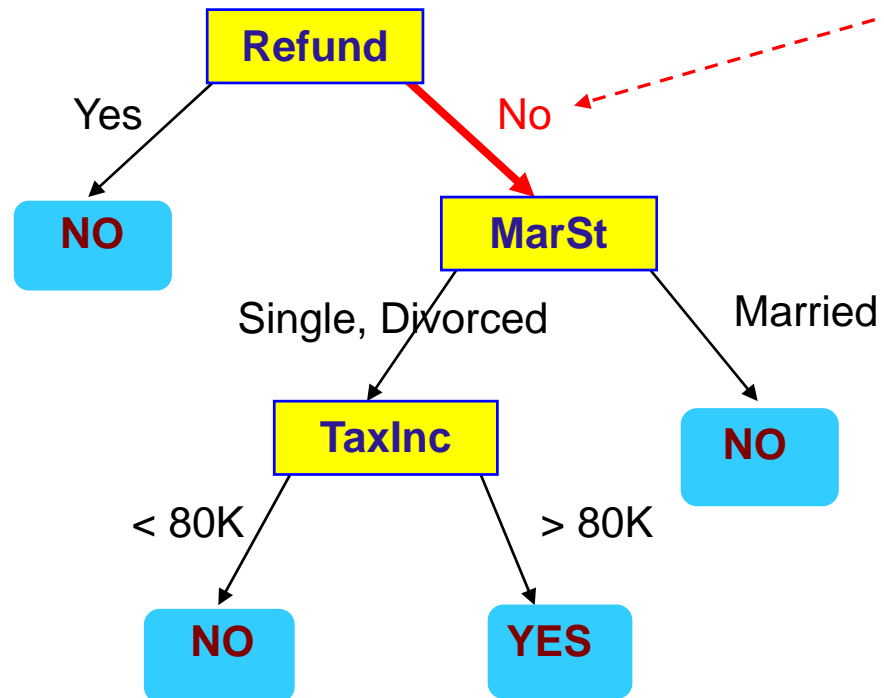 Refund
Yes
No
NO
MarSt
Single, Divorced
Married
TaxInc
NO
< 80K
> 80K
NO
YES